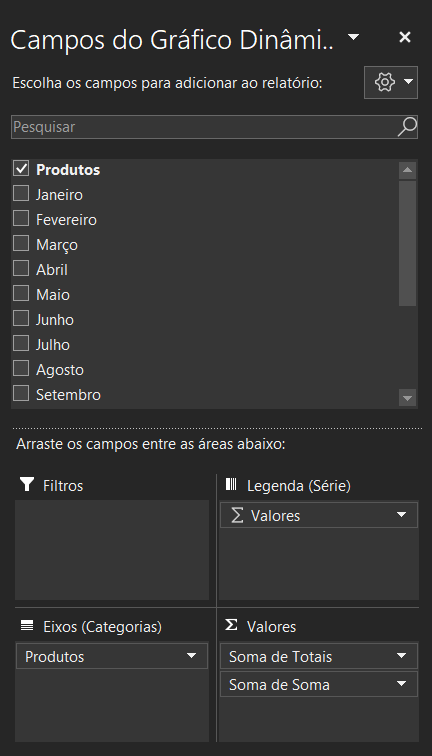 Campos do Gráfico Dinâmi..
Escolha os campos para adicionar ao relatório:
Pesquisar
Produtos
Janeiro
Fevereiro
Março
Abril
Maio
Junho
Julho
Agosto
Setembro
Arraste os campos entre as áreas abaixo:
Filtros
Legenda (Série)
Σ Valores
Eixos (Categorias)
Σ Valores
Produtos
Soma de Totais
Soma de Soma